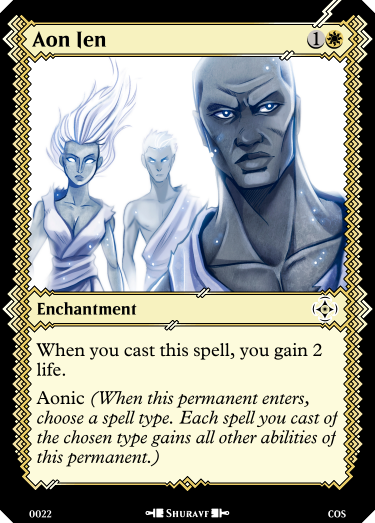 Aon Ien
1
Enchantment
When you cast this spell, you gain 2
life.
Aonic (When this permanent enters,
choose a spell type. Each spell you cast of
the chosen type gains all other abilities of
this permanent.)
0022
Shurayf
COS